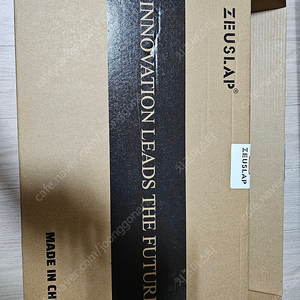 ZEUSLAP®
ZEUSLAP
INNOVATION LEADS THE FUTURE
MADE IN CH